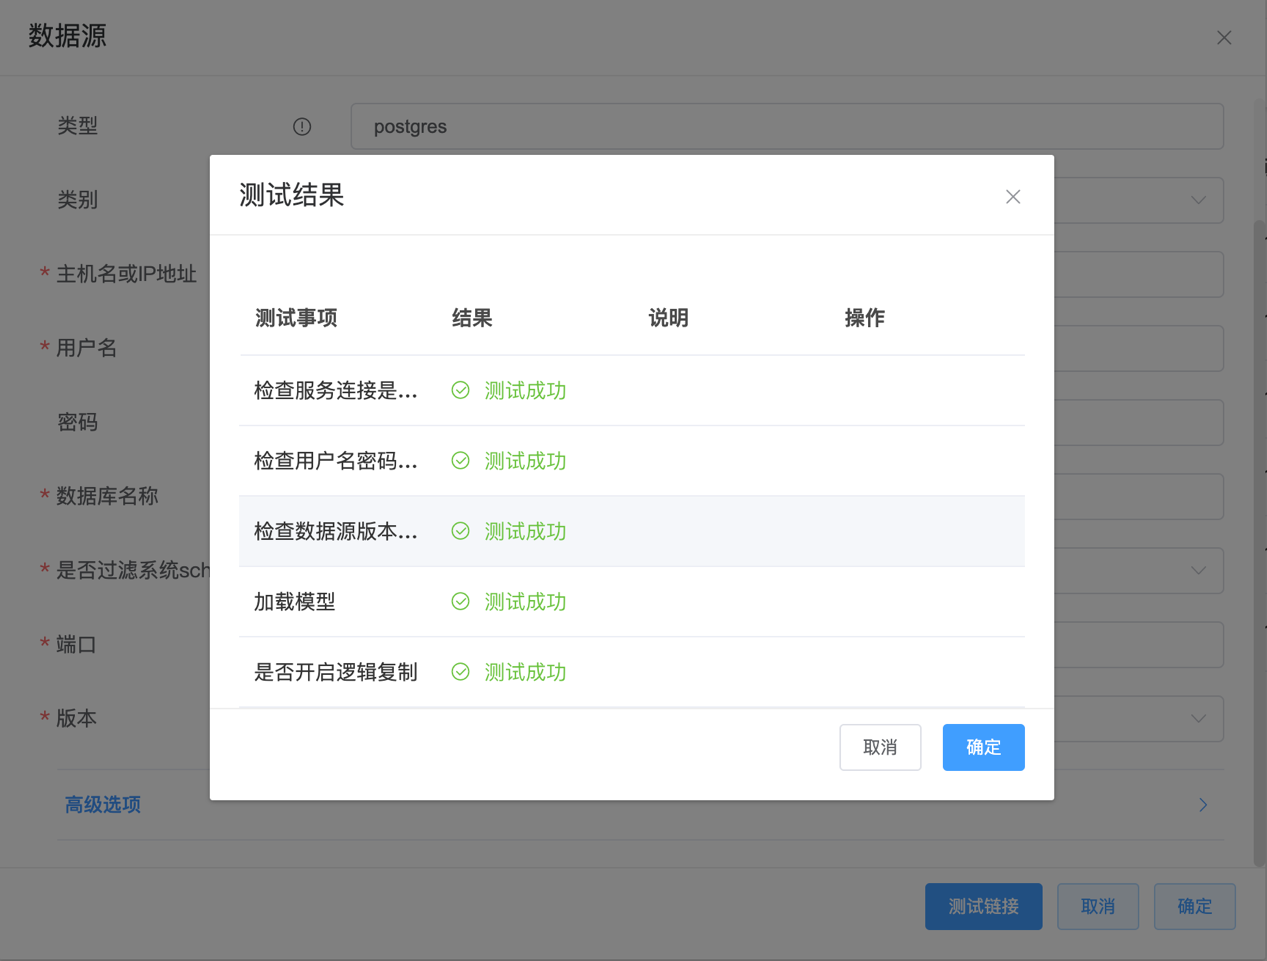 数据源
类型
postgres
类别
主机名或IP地址
用户名
密码
数据库名称
是否过滤系统sch
端口
版本
高级选项
测试结果
测试事项 结果 说明 操作
检查服务连接是... 测试成功
检查用户名密码... 测试成功
检查数据源版本... 测试成功
加载模型 测试成功
是否开启逻辑复制 测试成功
取消 确定
测试链接 取消 确定